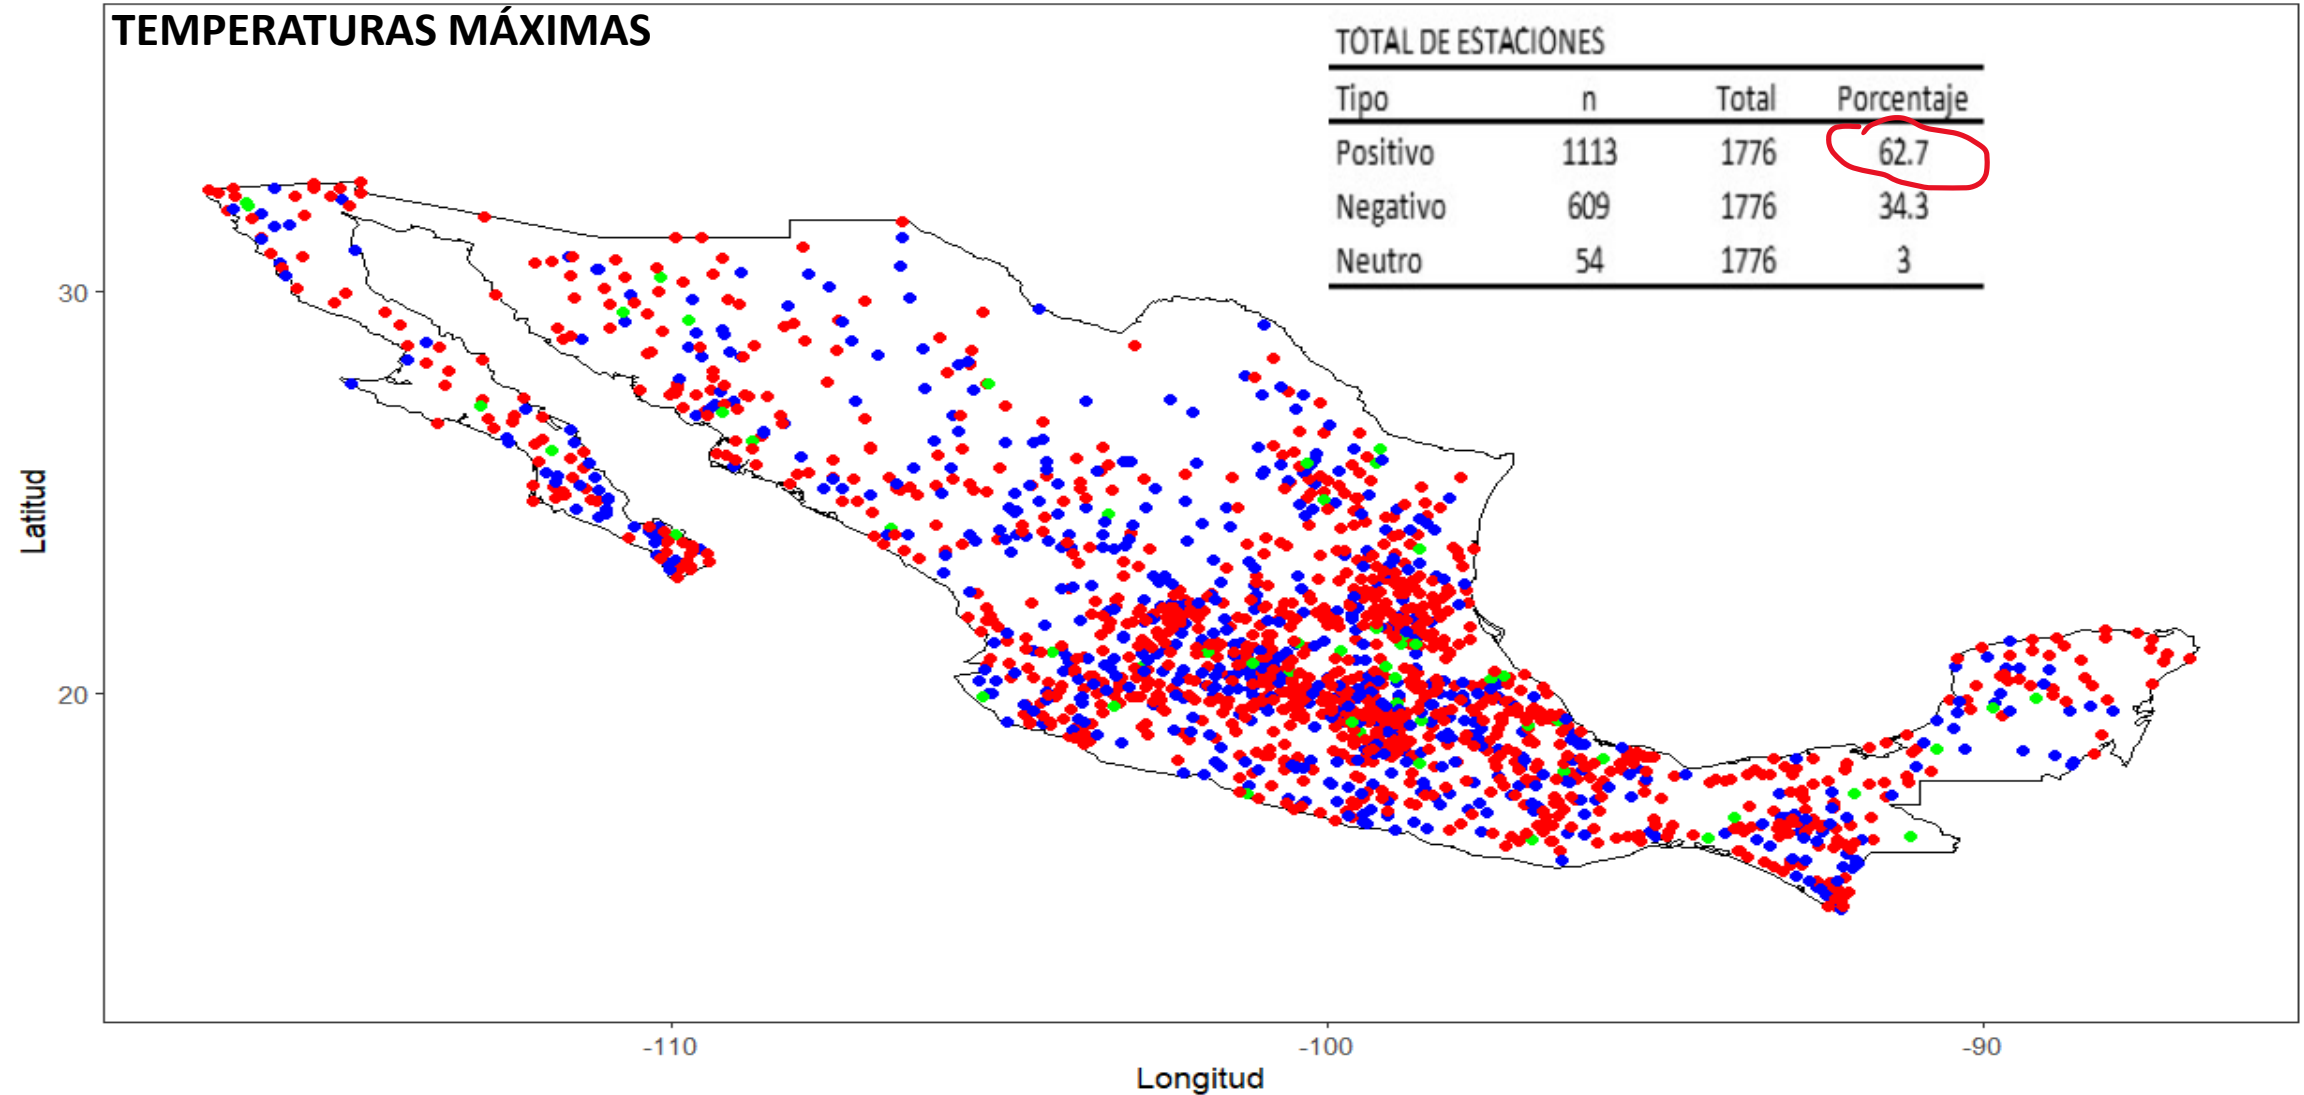 TEMPERATURAS MÁXIMAS
TOTAL DE ESTACIONES
Tipo n Total Porcentaje
Positivo 1113 1776 62.7
Negativo 609 1776 34.3
Neutro 54 1776 3
30
20
Latitud
-110 -100 -90
Longitud